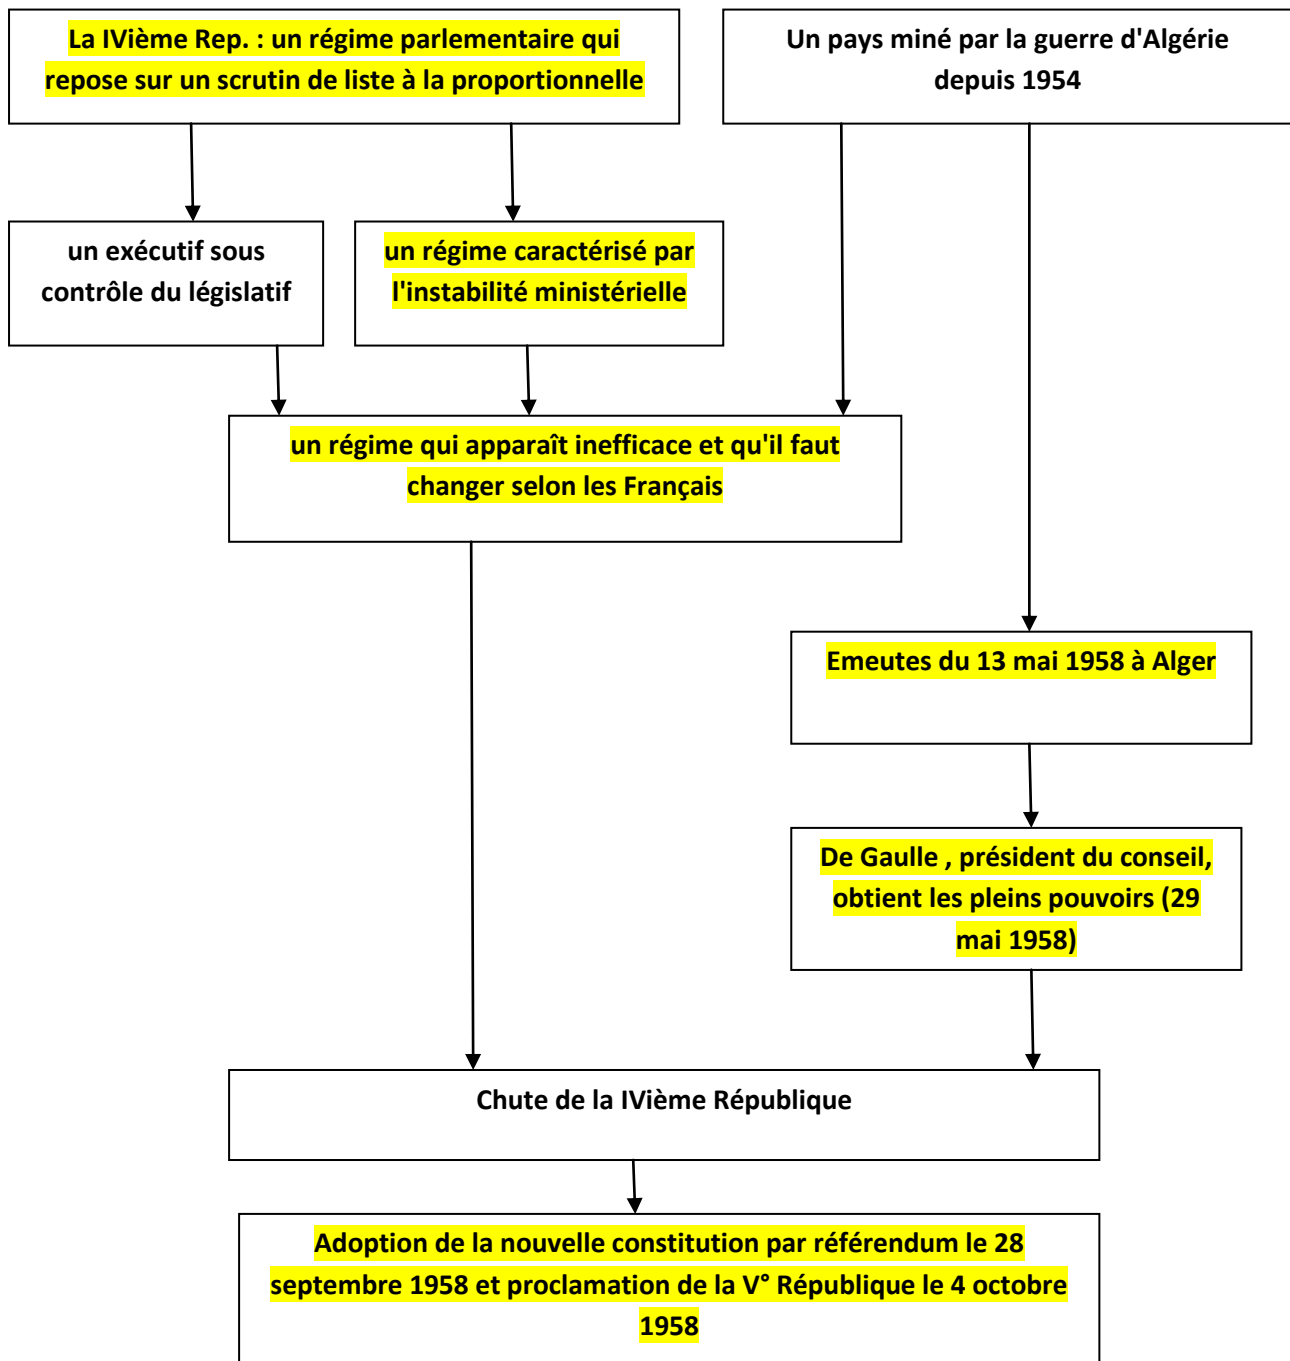 La IVième Rep. : un régime parlementaire qui
repose sur un scrutin de liste à la proportionnelle
Un pays miné par la guerre d'Algérie
depuis 1954
un exécutif sous
contrôle du législatif
un régime caractérisé par
l'instabilité ministérielle
un régime qui apparaît inefficace et qu'il faut
changer selon les Français
Emeutes du 13 mai 1958 à Alger
De Gaulle , président du conseil,
obtient les pleins pouvoirs (29
mai 1958)
Chute de la IVième République
Adoption de la nouvelle constitution par référendum le 28
septembre 1958 et proclamation de la V° République le 4 octobre
1958